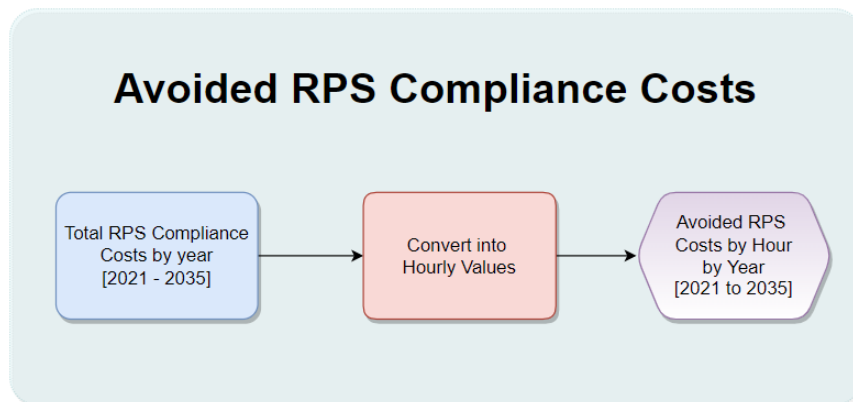 Avoided RPS Compliance Costs
Total RPS Compliance
Costs by year
[2021 - 2035]
Convert into
Hourly Values
Avoided RPS
Costs by Hour
by Year
[2021 to 2035]